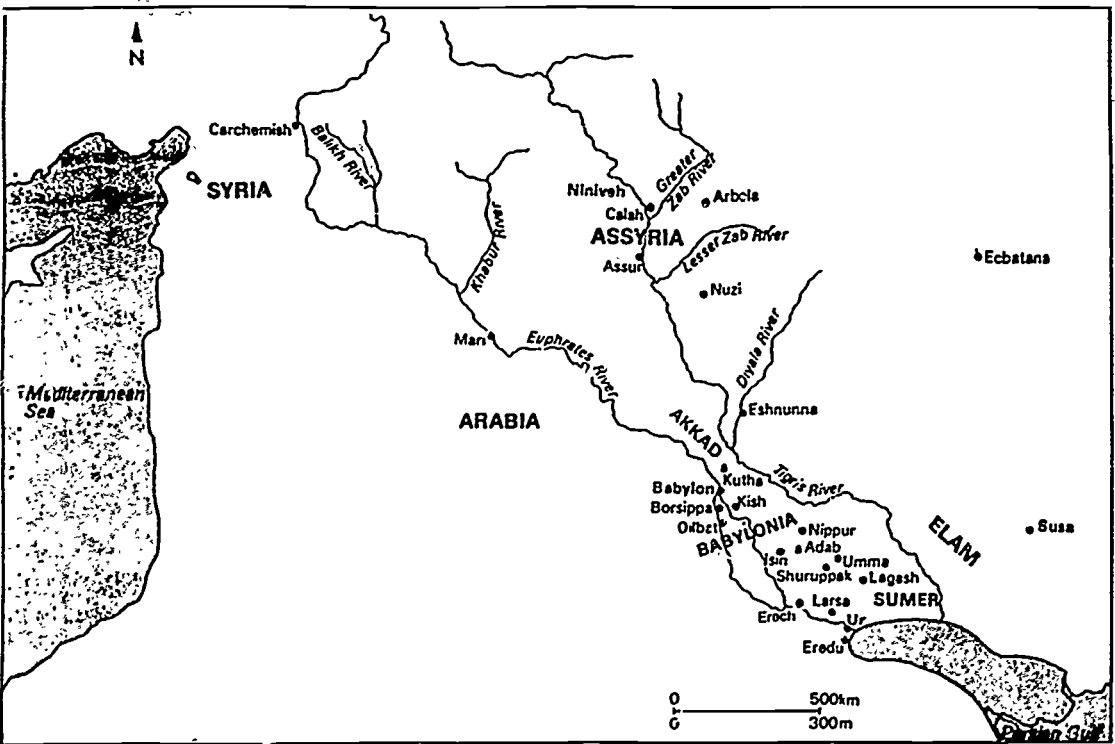 N
Carchemish
Balikh River
SYRIA
Khabur River
Niniveh
Calah
Greater
Zab River
Arbela
ASSYRIA
Lesser Zab River
Assur
Nuzi
Ecbatana
Mari
Euphrates River
Diyala River
Mediterranean
Sea
ARABIA
Eshnunna
AKKAD
Kutha
Tigris River
Babylon
Kish
Borsippa
BABYLONIA
Nippur
ELAM
Susa
Adab
Isin
Umma
Shuruppak
Lagash
Larsa
SUMER
Erech
Ur
Eredu
0 500km
0 300m
Persian Gulf